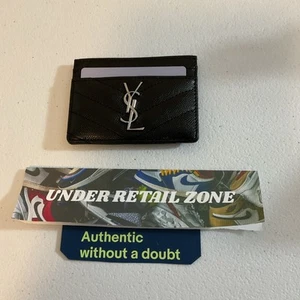 YSL
UNDER RETAIL ZONE
Authentic
without a doubt